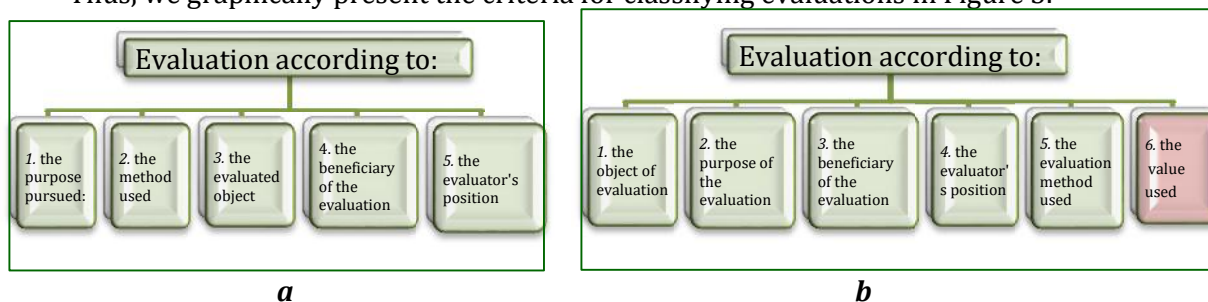 Thus, we graphically present the criteria for classifying evaluations in Figure 3.
Evaluation according to:
1. the
purpose
pursued:
2. the
method
used
3. the
evaluated
object
4. the
beneficiary
of the
evaluation
5. the
evaluator's
position
a
Evaluation according to:
1. the
object of
evaluation
2. the
purpose of
the
evaluation
3. the
beneficiary
of the
evaluation
4. the
evaluator'
s position
5. the
evaluation
method
used
6. the
value
used
b